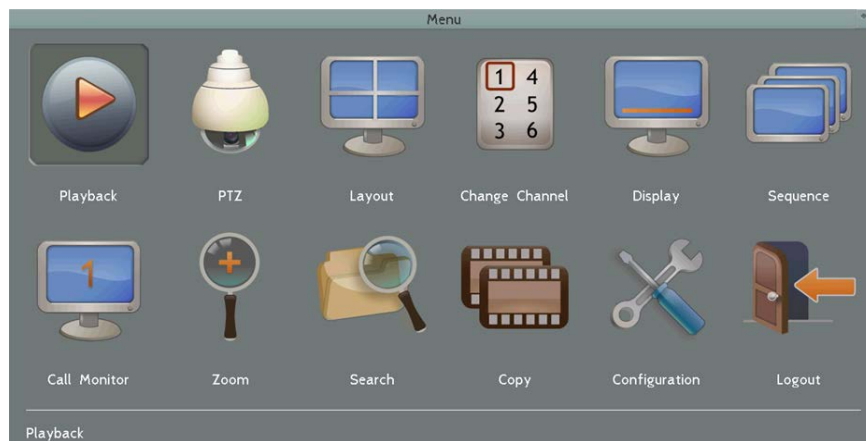 Menu
Playback PTZ Layout Change Channel Display Sequence
1 4
2 5
3 6
Call Monitor Zoom Search Copy Configuration Logout
1
Playback